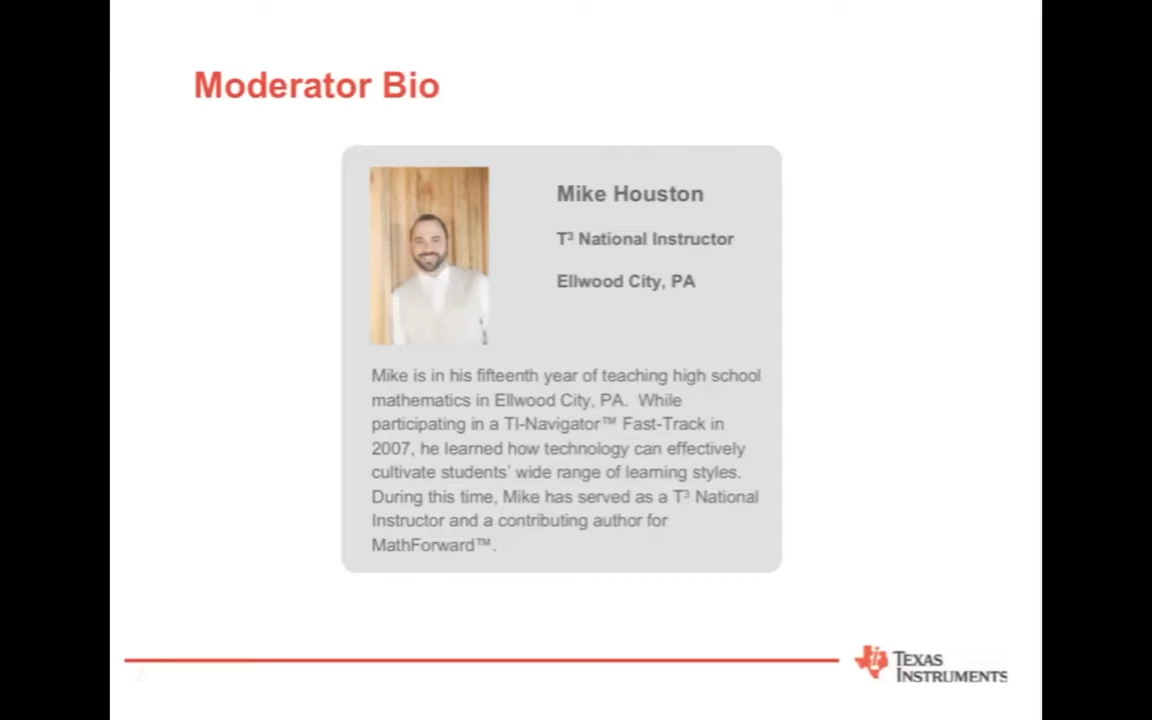 Moderator Bio
Mike Houston
T³ National Instructor
Ellwood City, PA
Mike is in his fifteenth year of teaching high school
mathematics in Ellwood City, PA.  While
participating in a TI-Navigator™ Fast-Track in
2007, he learned how technology can effectively
cultivate students’ wide range of learning styles.
During this time, Mike has served as a T³ National
Instructor and a contributing author for
MathForward™.
2
TEXAS
INSTRUMENTS